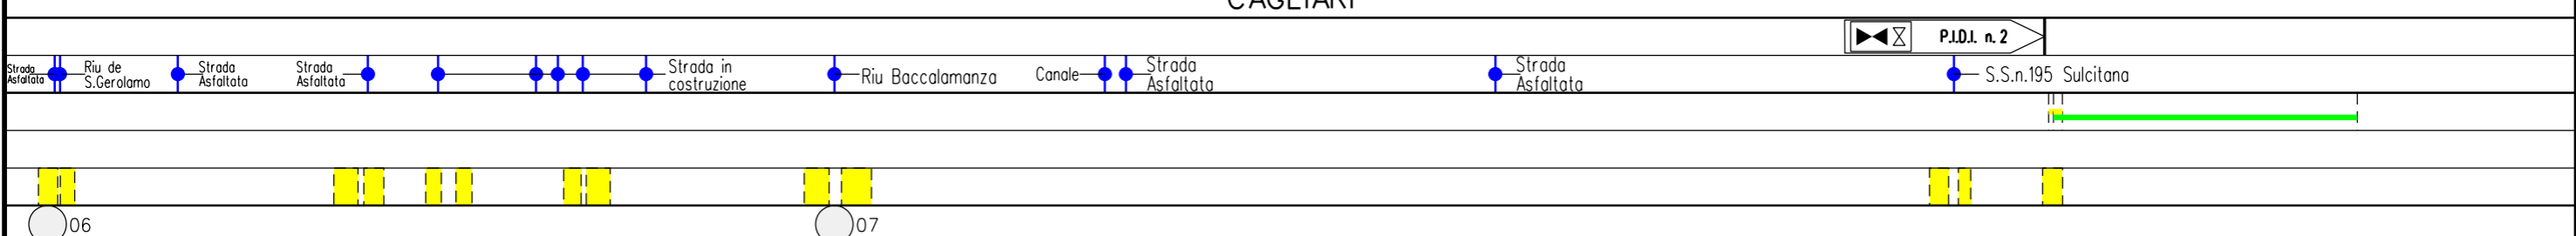 CAGLIARI
P.I.D.I. n. 2
Strada
Asfaltata
Riu de
S.Gerolamo
Strada
Asfaltata
Strada
Asfaltata
Strada in
costruzione
Riu Baccalamanza
Canale
Strada
Asfaltata
Strada
Asfaltata
S.S.n.195 Sulcitana
06
07